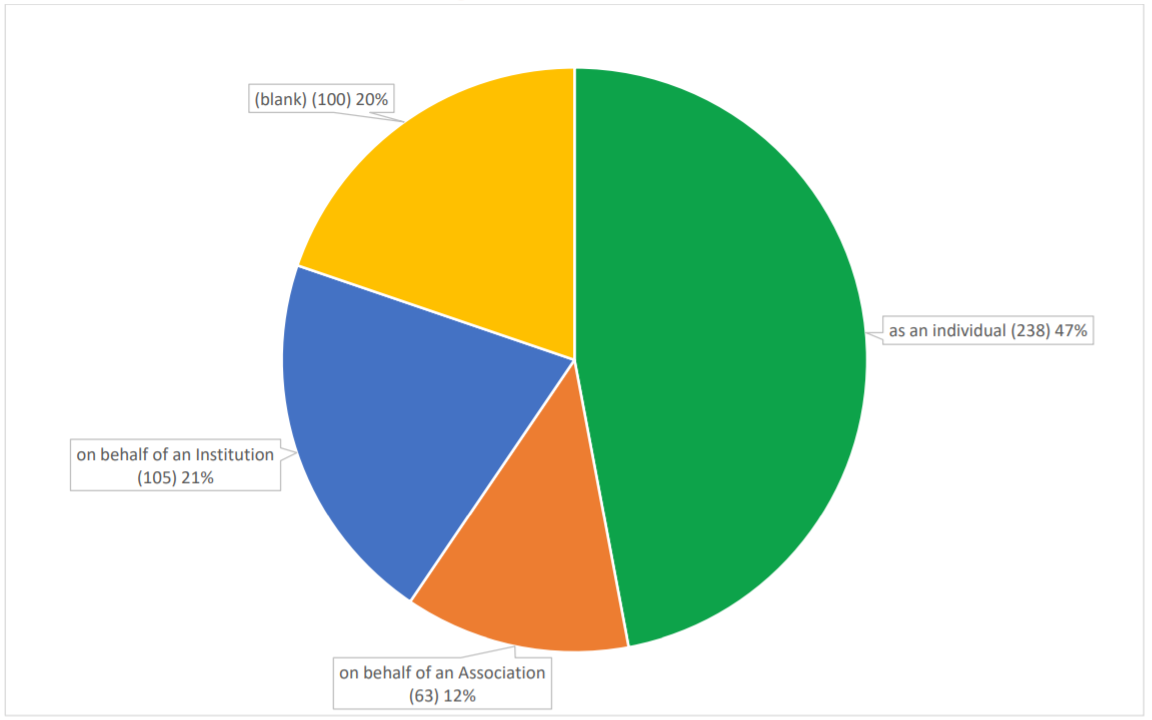 (blank) (100) 20%
as an individual (238) 47%
on behalf of an Institution
(105) 21%
on behalf of an Association
(63) 12%